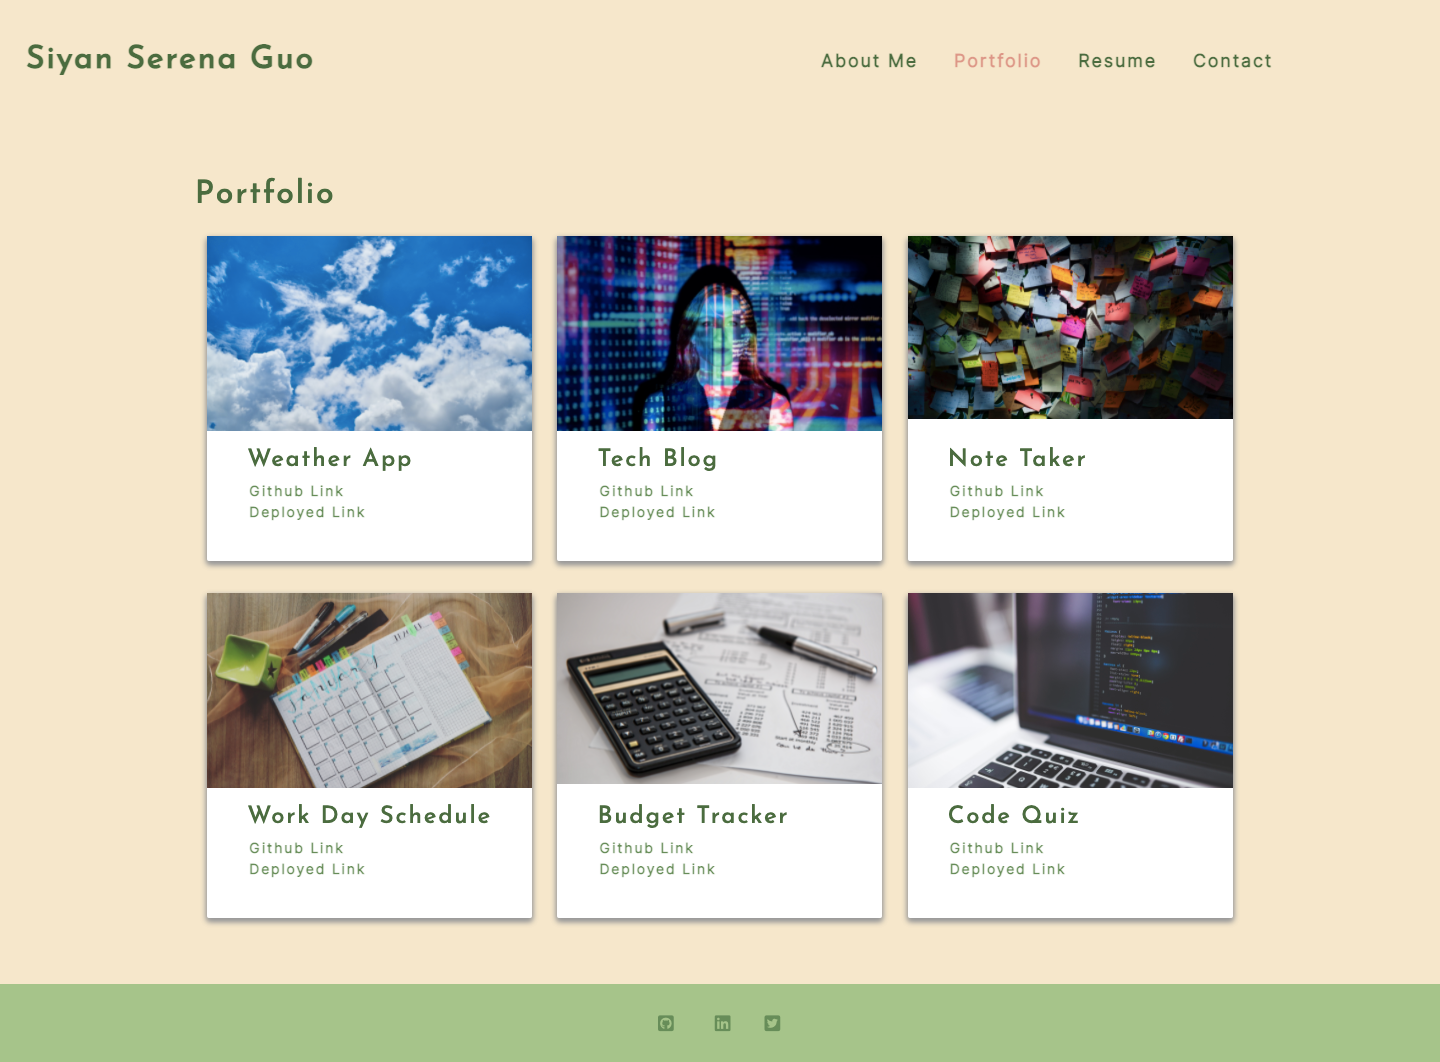 Siyan Serena Guo
About Me Portfolio Resume Contact
Portfolio
Weather App
Github Link
Deployed Link
Tech Blog
Github Link
Deployed Link
Note Taker
Github Link
Deployed Link
Work Day Schedule
Github Link
Deployed Link
Budget Tracker
Github Link
Deployed Link
Code Quiz
Github Link
Deployed Link